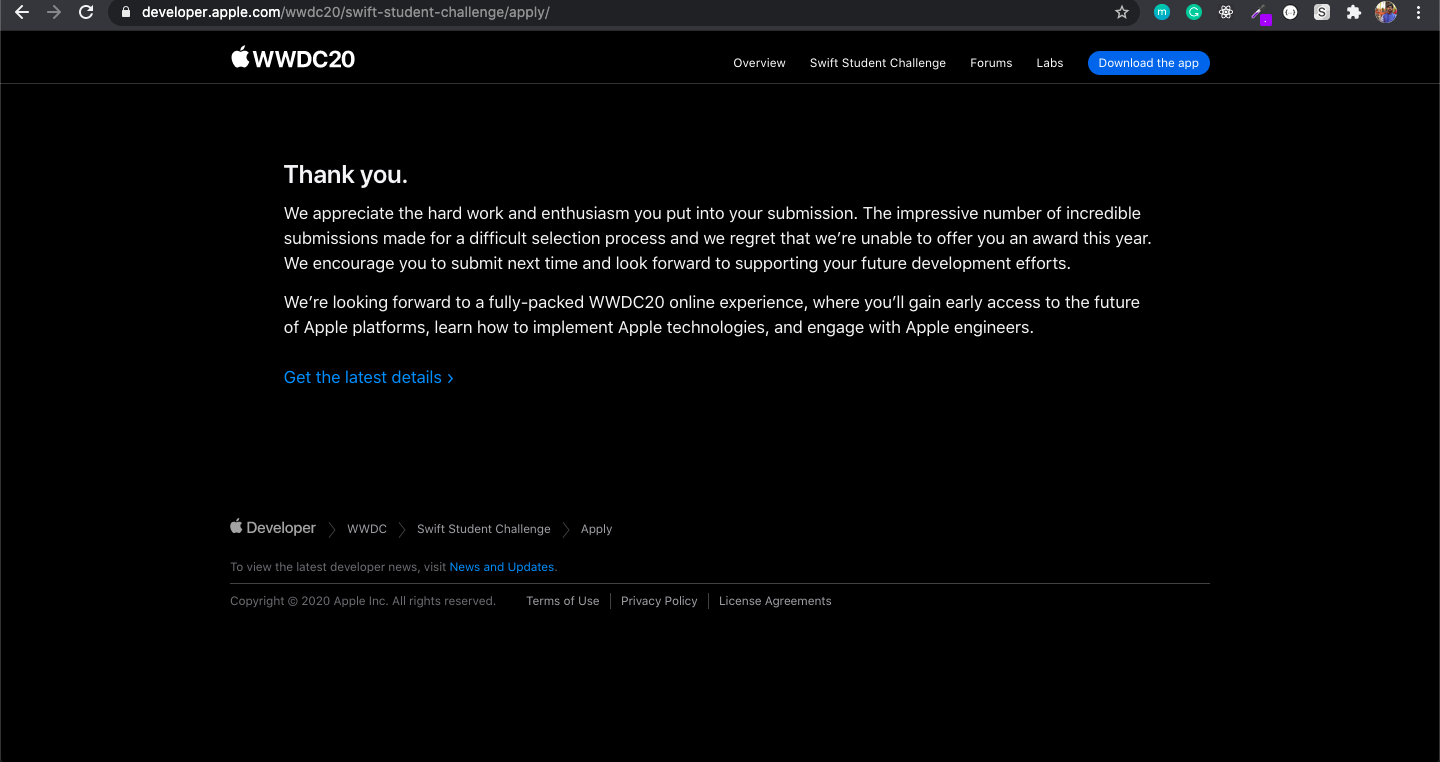 developer.apple.com/wwdc20/swift-student-challenge/apply/
WWDC20
Overview Swift Student Challenge Forums Labs Download the app
Thank you.
We appreciate the hard work and enthusiasm you put into your submission. The impressive number of incredible
submissions made for a difficult selection process and we regret that we’re unable to offer you an award this year.
We encourage you to submit next time and look forward to supporting your future development efforts.
We’re looking forward to a fully-packed WWDC20 online experience, where you’ll gain early access to the future
of Apple platforms, learn how to implement Apple technologies, and engage with Apple engineers.
Get the latest details ›
Developer WWDC Swift Student Challenge Apply
To view the latest developer news, visit News and Updates.
Copyright © 2020 Apple Inc. All rights reserved. Terms of Use Privacy Policy License Agreements